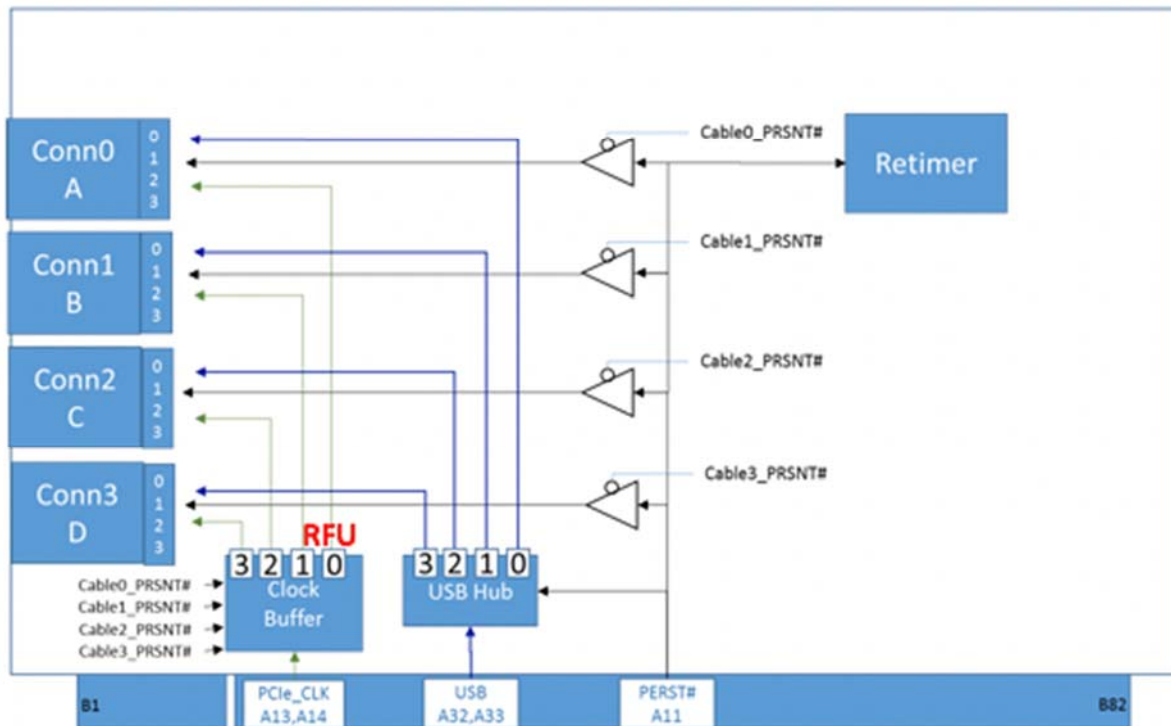 Conn0
A
0
1
2
3
Cable0_PRSNT#
Retimer
Conn1
B
0
1
2
3
Cable1_PRSNT#
Conn2
C
0
1
2
3
Cable2_PRSNT#
Conn3
D
0
1
2
3
Cable3_PRSNT#
RFU
3 2 1 0
Clock
Buffer
3 2 1 0
USB Hub
Cable0_PRSNT#
Cable1_PRSNT#
Cable2_PRSNT#
Cable3_PRSNT#
B1
PCIe_CLK
A13,A14
USB
A32,A33
PERST#
A11
B82